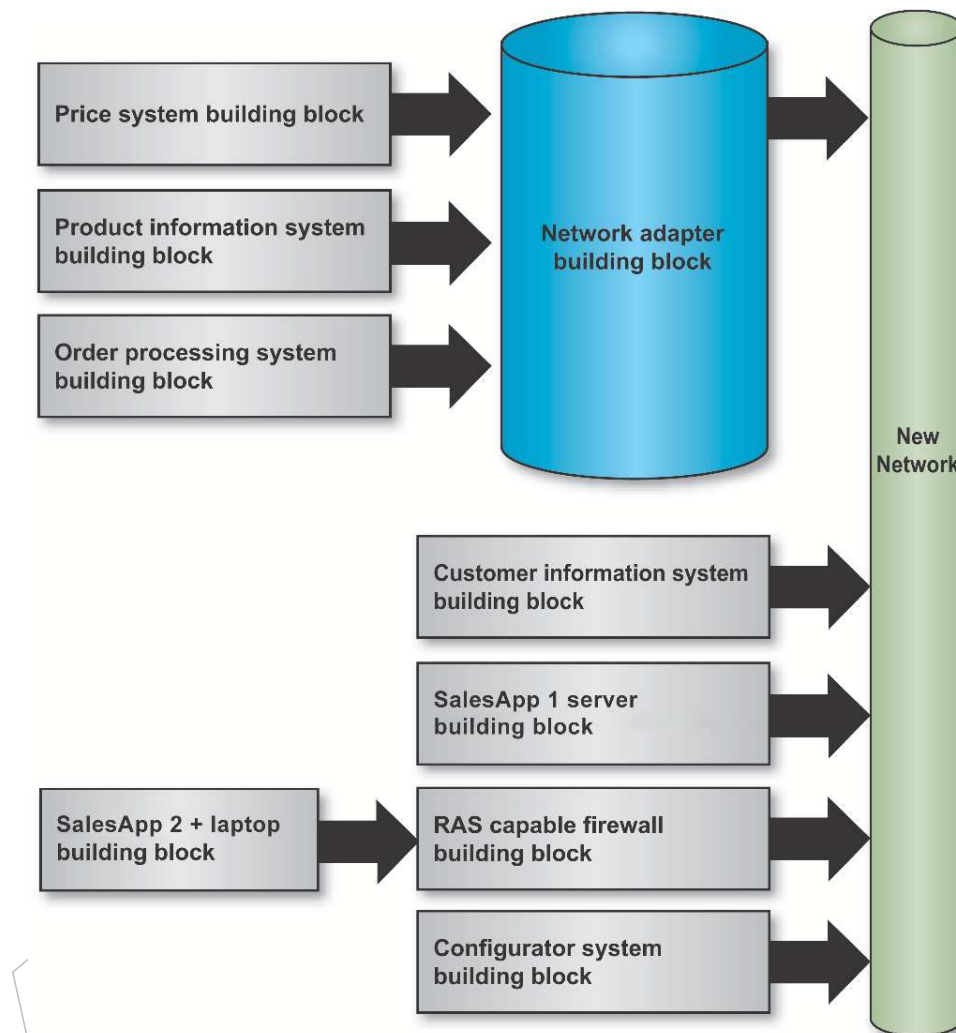 Price system building block
Product information system
building block
Order processing system
building block
Network adapter
building block
New
Network
Customer information system
building block
SalesApp 1 server
building block
SalesApp 2 + laptop
building block
RAS capable firewall
building block
Configurator system
building block